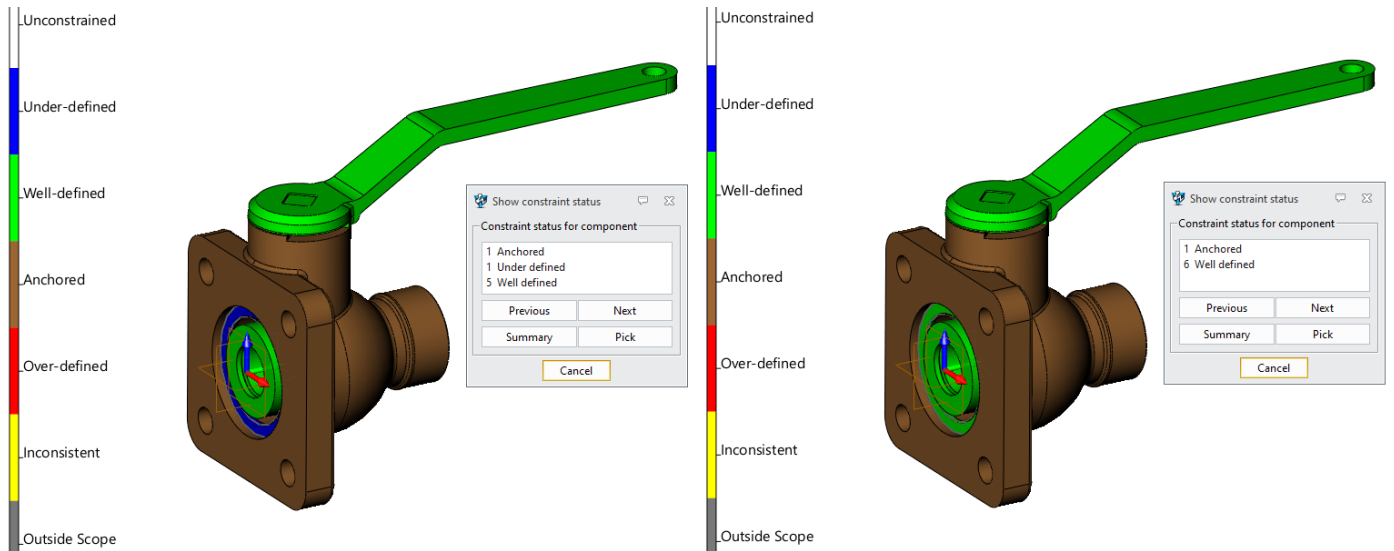 Unconstrained
Under-defined
Well-defined
Anchored
Over-defined
Inconsistent
Outside Scope
Show constraint status
Constraint status for component
1 Anchored
1 Under defined
5 Well defined
Previous Next
Summary Pick
Cancel
Unconstrained
Under-defined
Well-defined
Anchored
Over-defined
Inconsistent
Outside Scope
Show constraint status
Constraint status for component
1 Anchored
6 Well defined
Previous Next
Summary Pick
Cancel